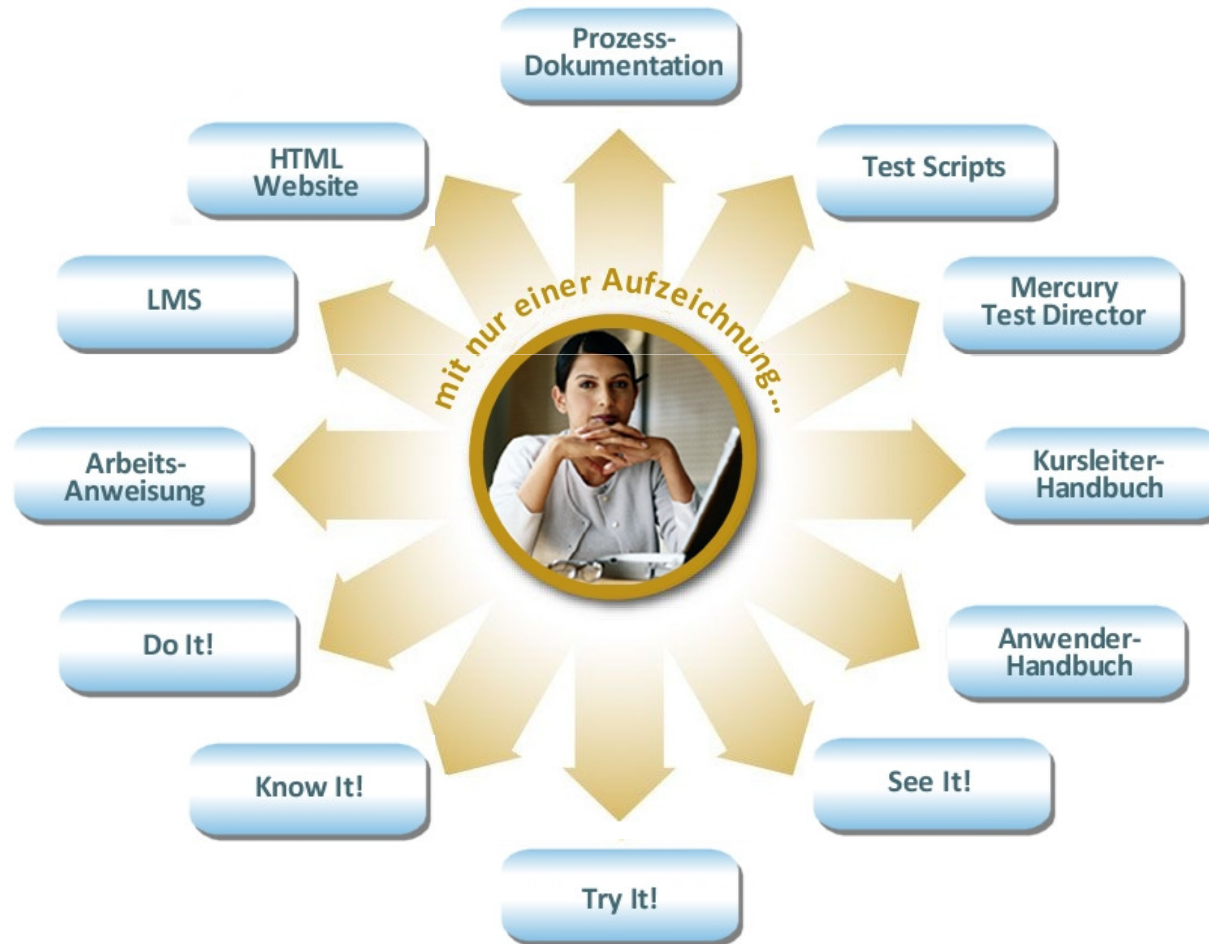 Prozess-
Dokumentation
Test Scripts
Mercury
Test Director
Kursleiter-
Handbuch
Anwender-
Handbuch
See It!
Try It!
Know It!
Do It!
Arbeits-
Anweisung
LMS
HTML
Website
mit nur einer Aufzeichnung...